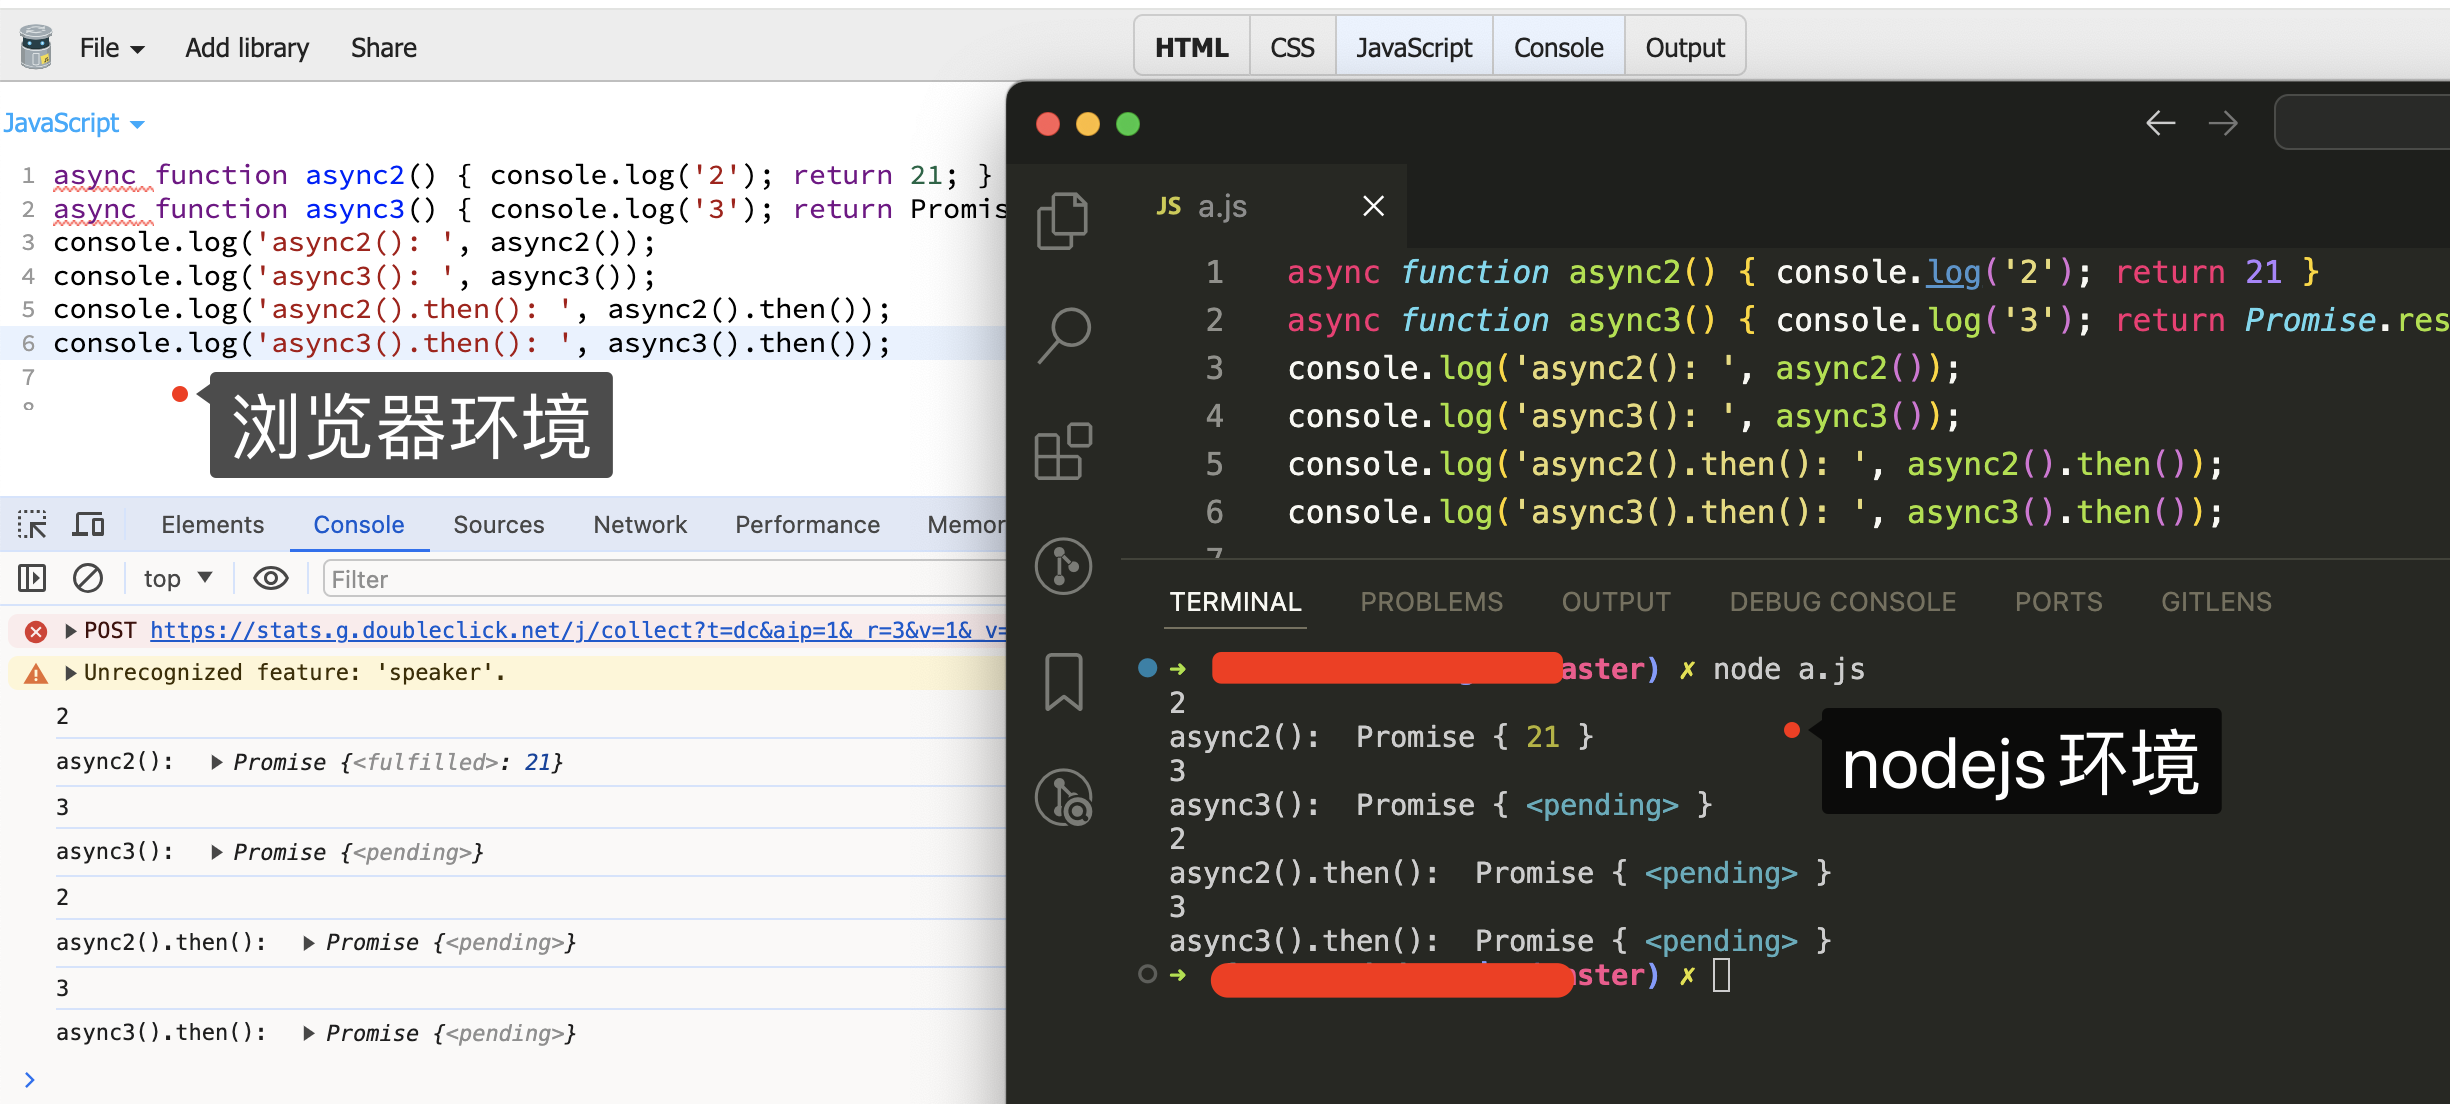 File
Add library
Share
HTML
CSS
JavaScript
Console
Output
JavaScript
1 async function async2() { console.log('2'); return 21; }
2 async function async3() { console.log('3'); return Promis
3 console.log('async2(): ', async2());
4 console.log('async3(): ', async3());
5 console.log('async2().then(): ', async2().then());
6 console.log('async3().then(): ', async3().then());
7
浏览器环境
Elements
Console
Sources
Network
Performance
Memor
top
Filter
POST https://stats.g.doubleclick.net/j/collect?t=dc&aip=1&_r=3&v=1&_v=
Unrecognized feature: 'speaker'.
2
async2(): Promise {<fulfilled>: 21}
3
async3(): Promise {<pending>}
2
async2().then(): Promise {<pending>}
3
async3().then(): Promise {<pending>}
>
JS a.js
1 async function async2() { console.log('2'); return 21 }
2 async function async3() { console.log('3'); return Promise.res
3 console.log('async2(): ', async2());
4 console.log('async3(): ', async3());
5 console.log('async2().then(): ', async2().then());
6 console.log('async3().then(): ', async3().then());
7
TERMINAL
PROBLEMS
OUTPUT
DEBUG CONSOLE
PORTS
GITLENS
➜ aster) ✗ node a.js
2
async2():  Promise { 21 }
3
async3():  Promise { <pending> }
2
async2().then():  Promise { <pending> }
3
async3().then():  Promise { <pending> }
➜ ster) ✗
nodejs 环境